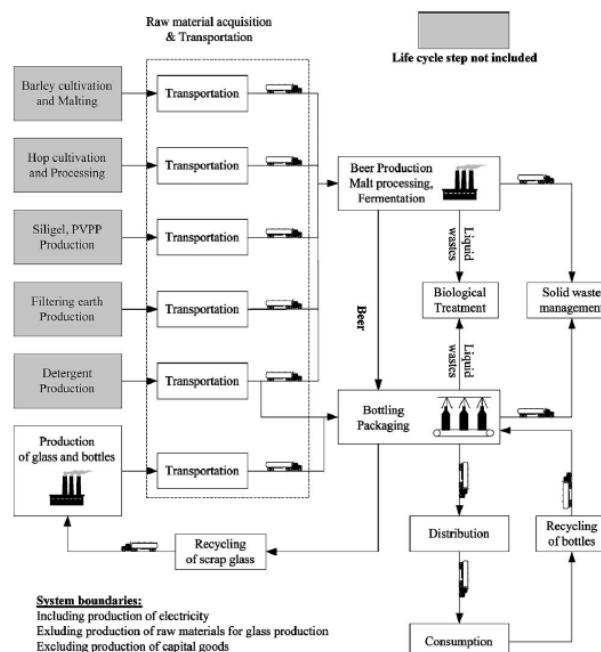 Raw material acquisition
& Transportation
Life cycle step not included
Barley cultivation
and Malting
Transportation
Hop cultivation
and Processing
Transportation
Beer Production
Malt processing,
Fermentation
Siligel, PVPP
Production
Transportation
Liquid
wastes
Filtering earth
Production
Transportation
Biological
Treatment
Solid waste
management
Beer
Detergent
Production
Transportation
Liquid
wastes
Bottling
Packaging
Production
of glass and bottles
Transportation
Recycling
of scrap glass
Distribution
Recycling
of bottles
Consumption
System boundaries:
Including production of electricity
Exluding production of raw materials for glass production
Excluding production of capital goods